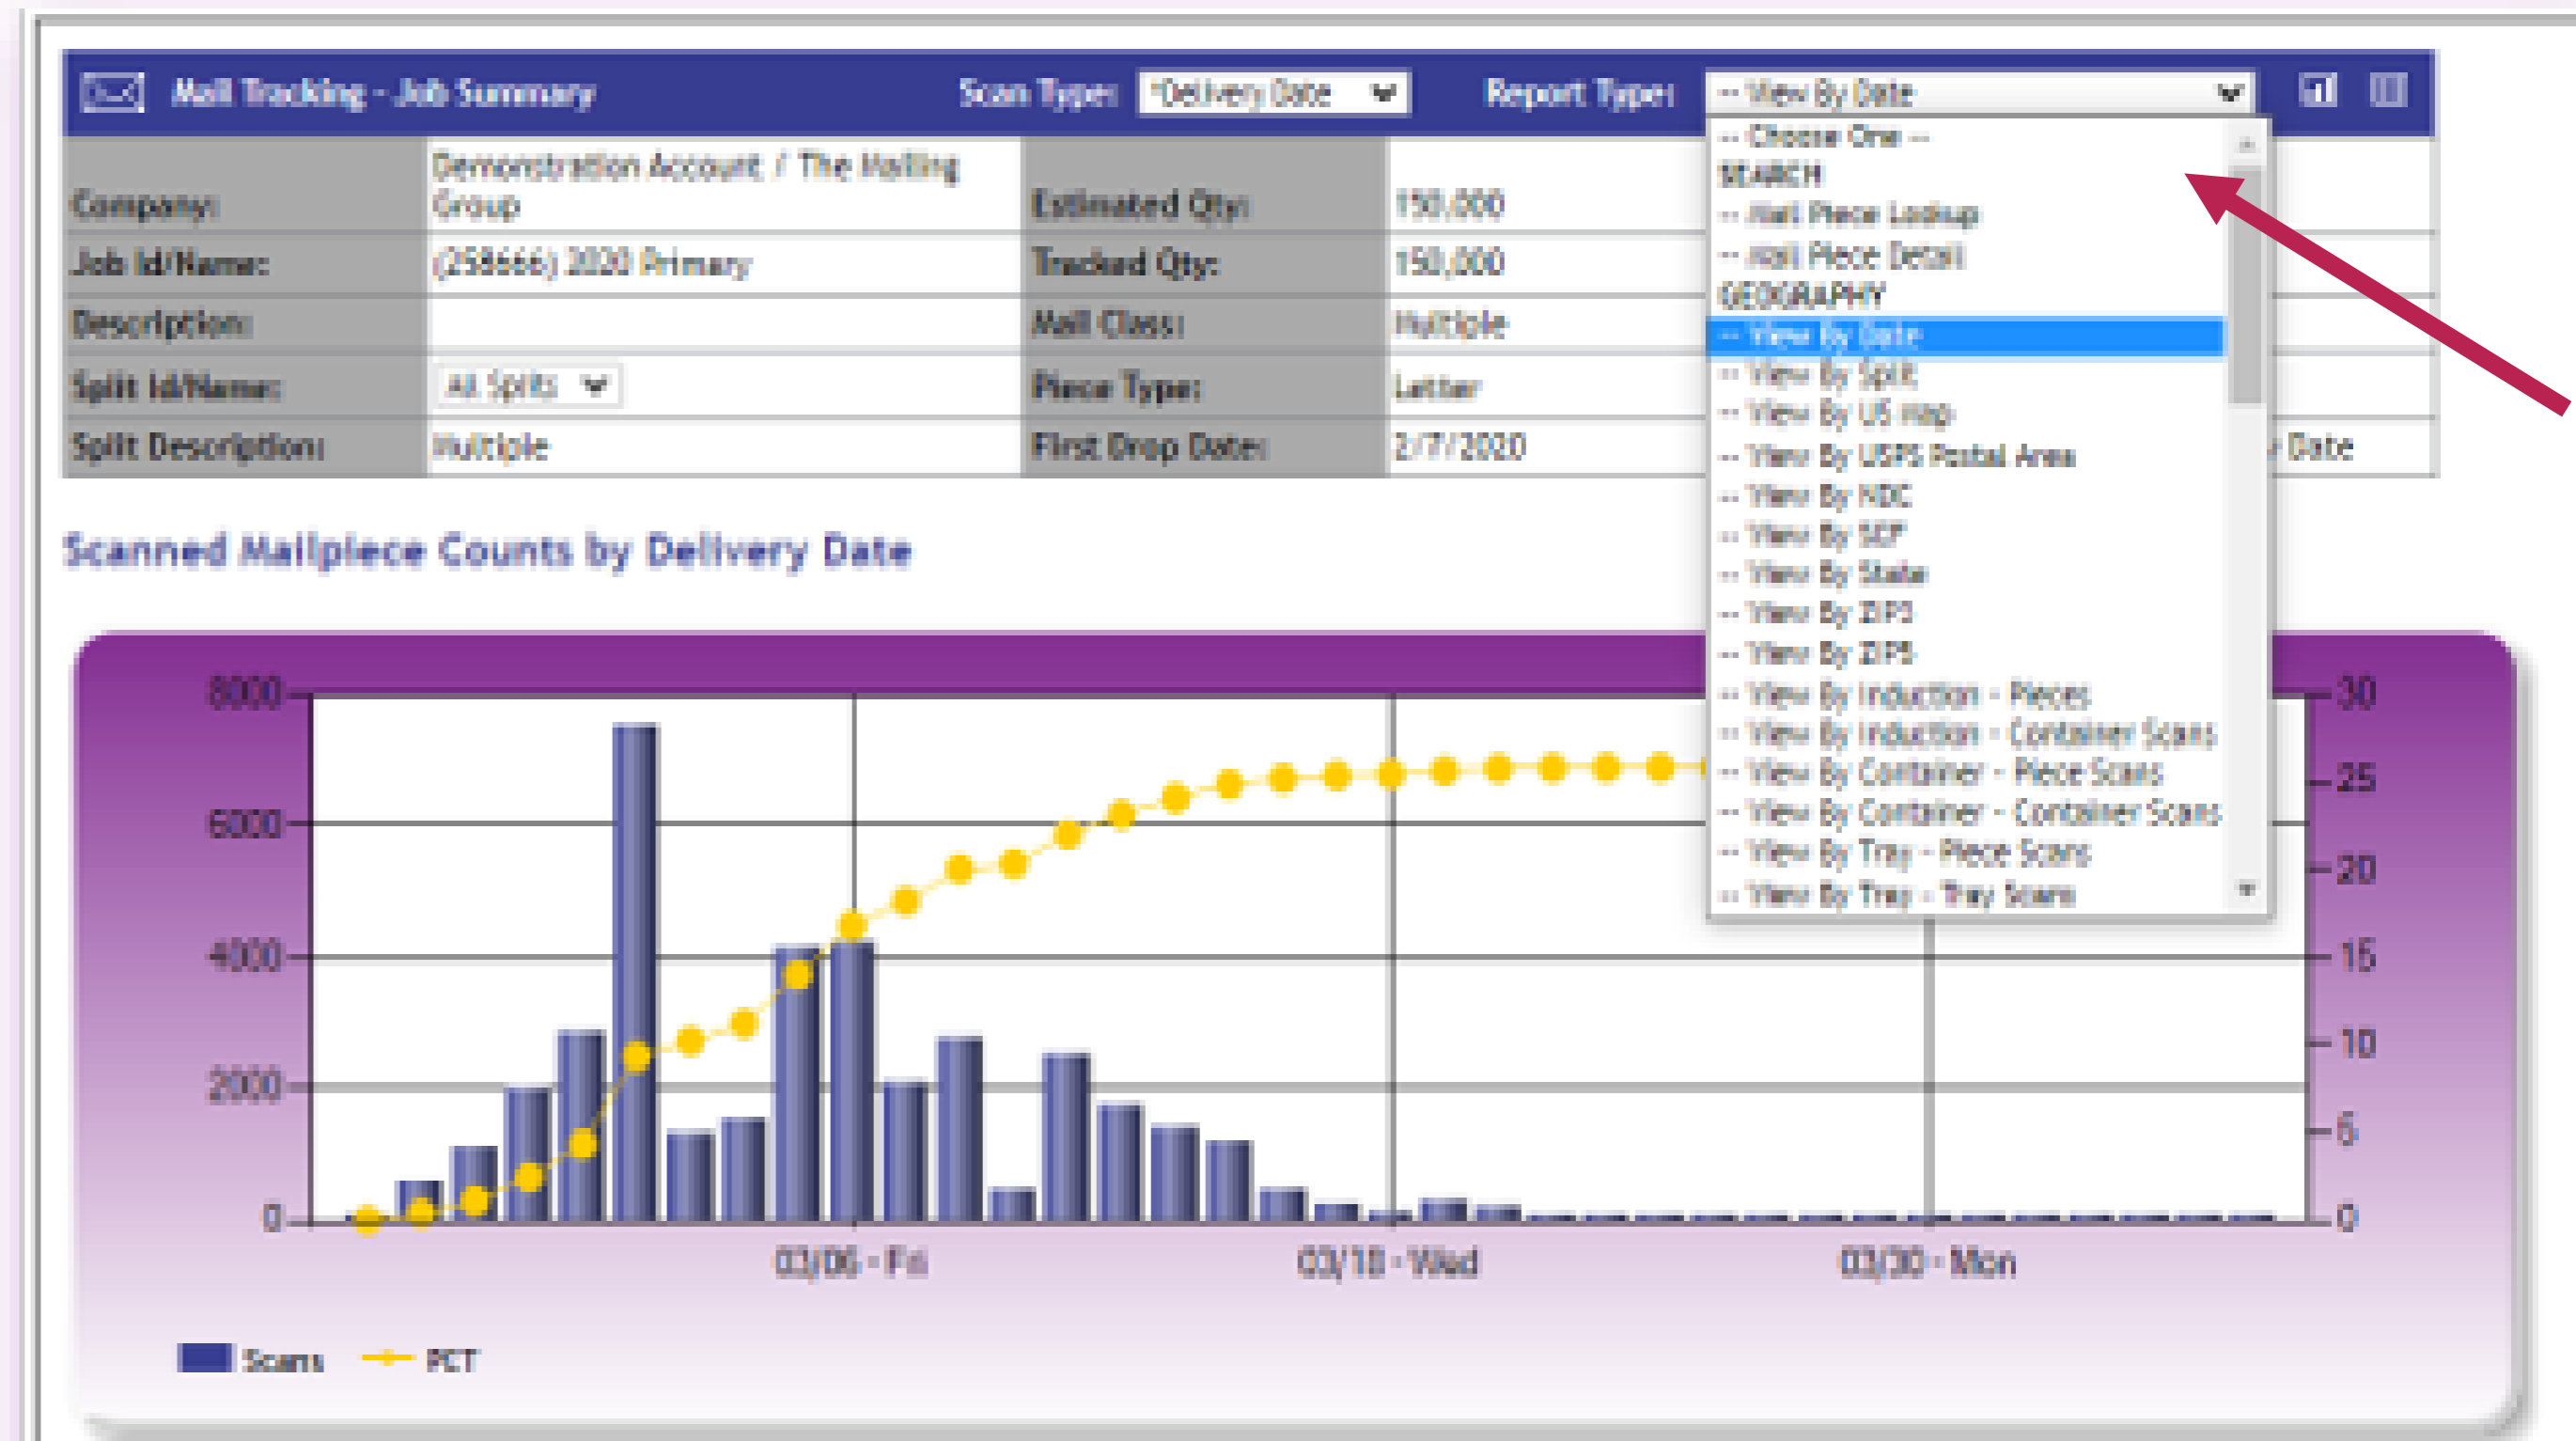 Mail Tracking - Job Summary
Scan Type: *Delivery Date
Report Type: -- View By Date
Company: Demonstration Account / The Mailing Group
Estimated Qty: 150,000
Job Id/Name: (258666) 2020 Primary
Tracked Qty: 150,000
Description:
Mail Class: Multiple
Split Id/Name: All Splits
Piece Type: Letter
Split Description: Multiple
First Drop Date: 2/7/2020
Date
-- Choose One --
SEARCH
-- Mail Piece Lookup
-- Mail Piece Detail
GEOGRAPHY
-- View By Date
-- View By Split
-- View By US Map
-- View By USPS Postal Area
-- View By NDC
-- View By SCF
-- View By State
-- View By ZIP3
-- View By ZIP5
-- View By Induction - Pieces
-- View By Induction - Container Scans
-- View By Container - Piece Scans
-- View By Container - Container Scans
-- View By Tray - Piece Scans
-- View By Tray - Tray Scans
Scanned Mailpiece Counts by Delivery Date
8000
6000
4000
2000
0
30
25
20
15
10
5
0
03/06 - Fri
03/18 - Wed
03/30 - Mon
Scans
PCT